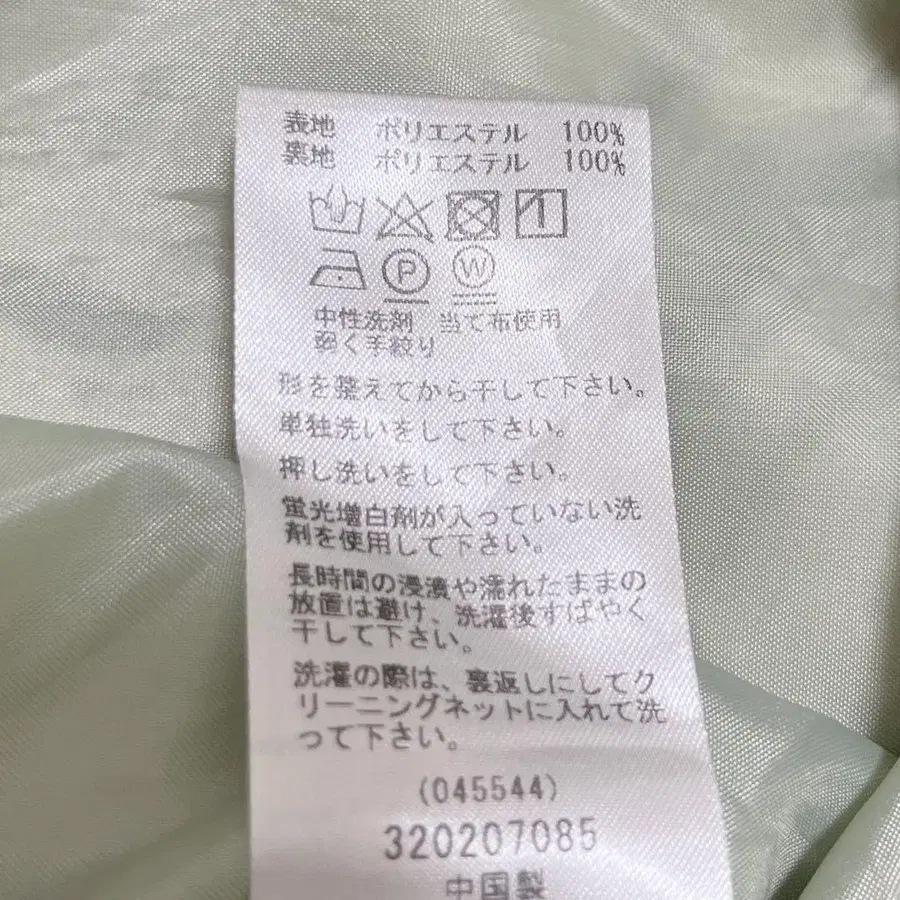 表地 ポリエステル 100%
裏地 ポリエステル 100%
P W
中性洗剤 当て布使用
弱く手絞り
形を整えてから干して下さい。
単独洗いをして下さい。
押し洗いをして下さい。
蛍光増白剤が入っていない洗
剤を使用して下さい。
長時間の浸漬や濡れたままの
放置は避け、洗濯後すばやく
干して下さい。
洗濯の際は、裏返しにしてク
リーニングネットに入れて洗
って下さい。
(045544)
320207085
中国製